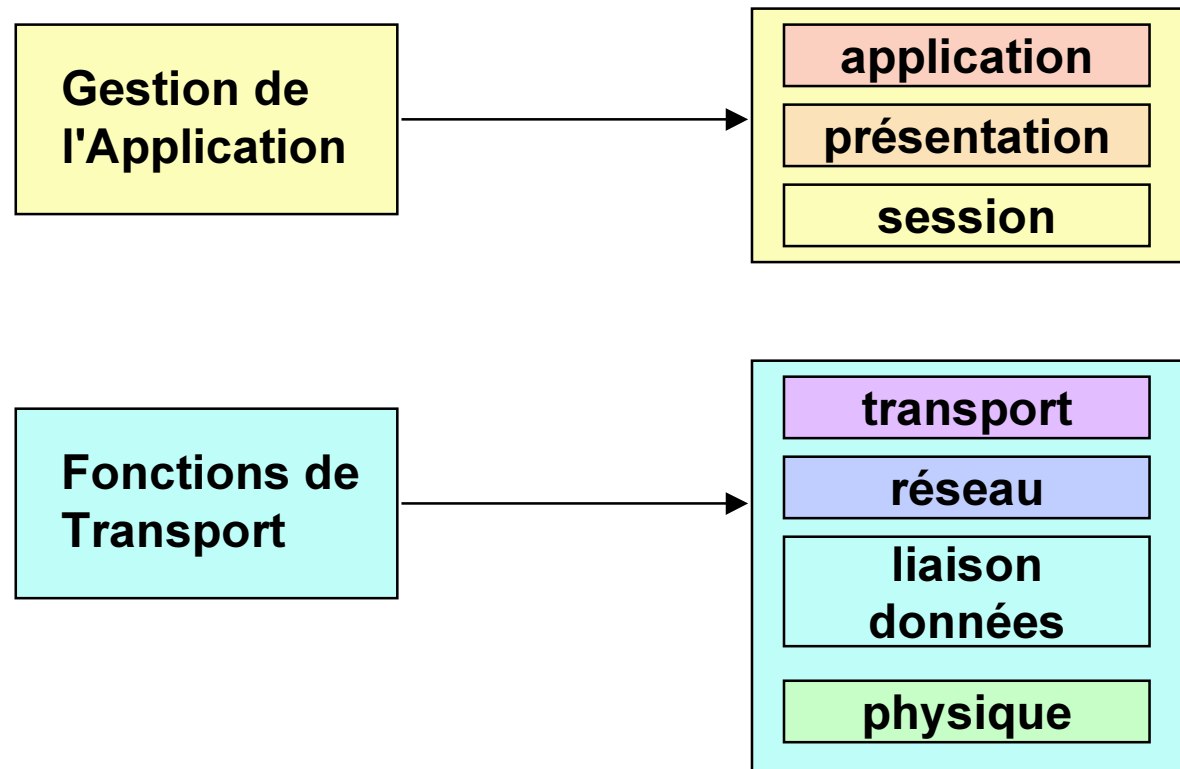 Gestion de
l'Application
application
présentation
session
Fonctions de
Transport
transport
réseau
liaison
données
physique